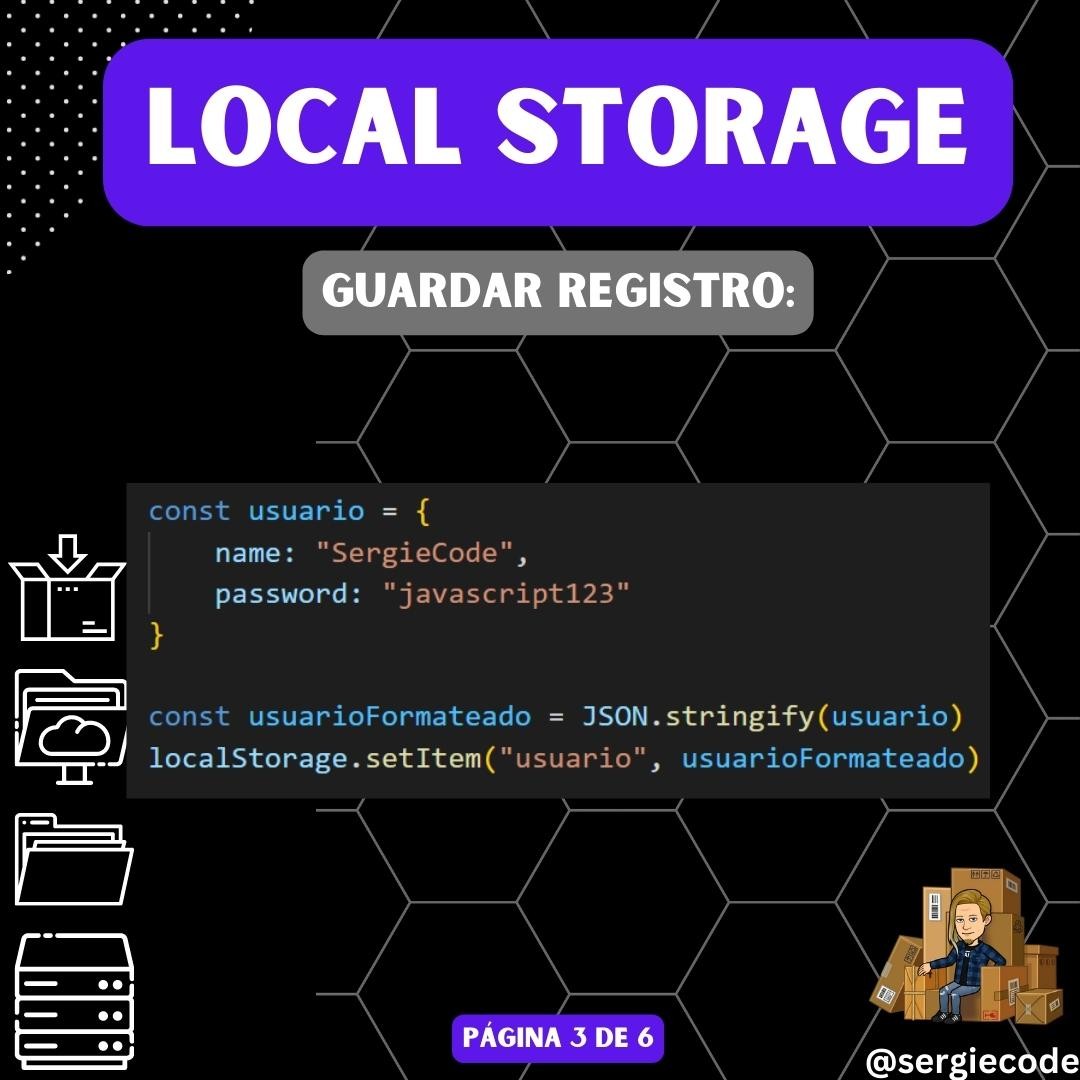 LOCAL STORAGE
GUARDAR REGISTRO:
const usuario = {
    name: "SergieCode",
    password: "javascript123"
}
const usuarioFormateado = JSON.stringify(usuario)
localStorage.setItem("usuario", usuarioFormateado)
PÁGINA 3 DE 6
@sergiecode